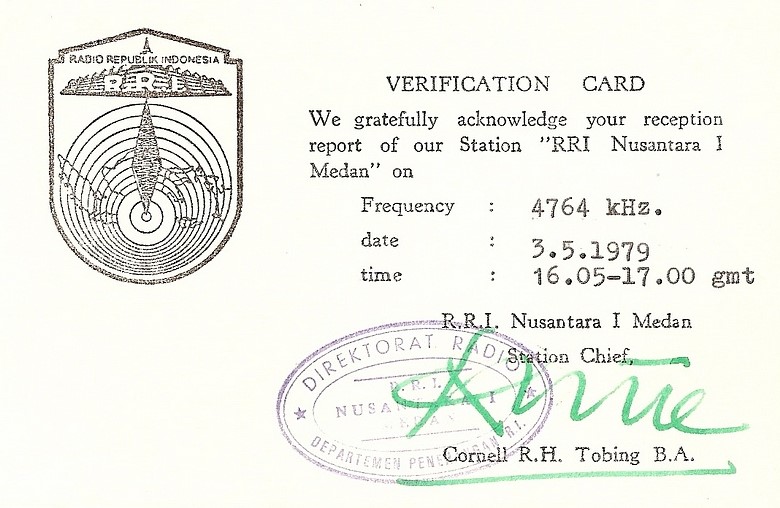 RADIO REPUBLIK INDONESIA
R.R.I
VERIFICATION CARD
We gratefully acknowledge your reception
report of our Station "RRI Nusantara I
Medan" on
Frequency : 4764 kHz.
date : 3.5.1979
time : 16.05-17.00 gmt
R.R.I. Nusantara I Medan
Station Chief,
DIREKTORAT RADIO
R.R.I.
NUSANTARA I
MEDAN
DEPARTEMEN PENERANGAN R.I.
Cornell R.H. Tobing B.A.